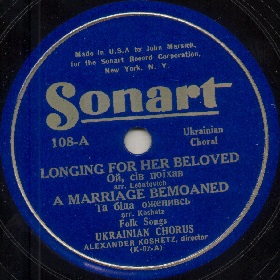 Made in U.S.A by John Maraseh,
for the Sonart Record Corporation,
New York, N. Y.
Sonart
108-A
Ukrainian
Choral
LONGING FOR HER BELOVED
Ой, сів поїхав
arr. Leontovich
A MARRIAGE BEMOANED
Та біда оженивсь
arr. Koshetz
Folk Songs
UKRAINIAN CHORUS
ALEXANDER KOSHETZ, director
(K-07-A)